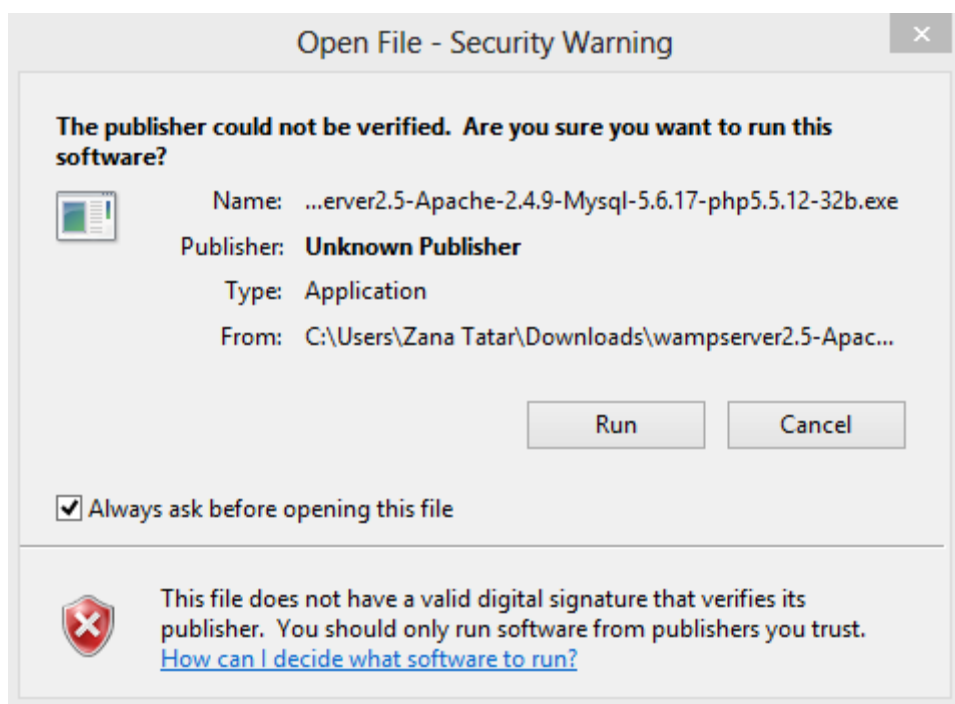 Open File - Security Warning
The publisher could not be verified.  Are you sure you want to run this
software?
Name: ...erver2.5-Apache-2.4.9-Mysql-5.6.17-php5.5.12-32b.exe
Publisher: Unknown Publisher
Type: Application
From: C:\Users\Zana Tatar\Downloads\wampserver2.5-Apac...
Run Cancel
Always ask before opening this file
This file does not have a valid digital signature that verifies its
publisher.  You should only run software from publishers you trust.
How can I decide what software to run?